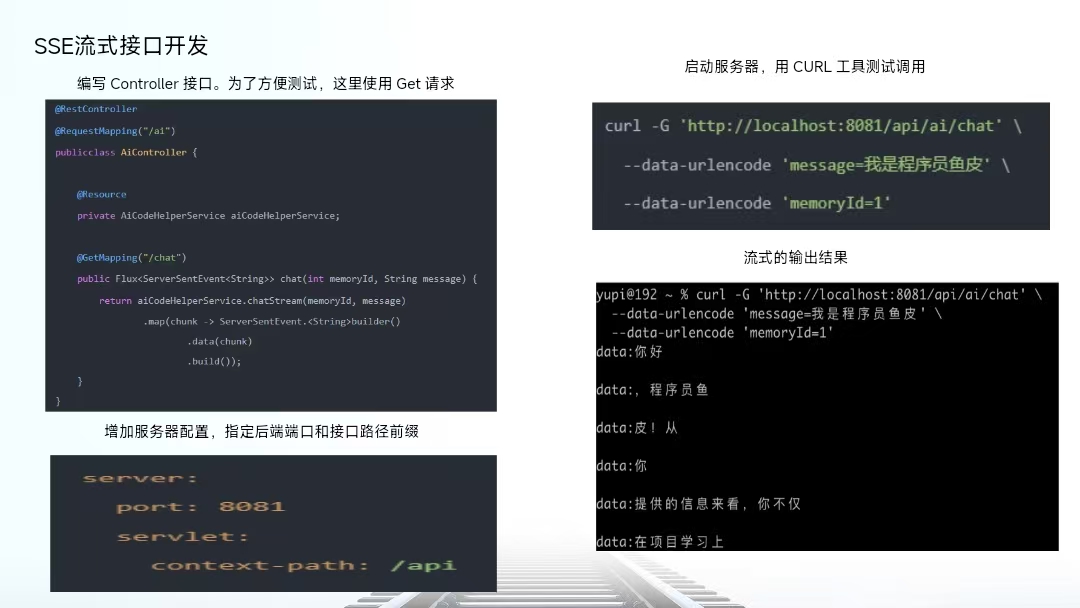 SSE流式接口开发
编写 Controller 接口。为了方便测试，这里使用 Get 请求
@RestController
@RequestMapping("/ai")
publicclass AiController {
@Resource
private AiCodeHelperService aiCodeHelperService;
@GetMapping("/chat")
public Flux<ServerSentEvent<String>> chat(int memoryId, String message) {
return aiCodeHelperService.chatStream(memoryId, message)
.map(chunk -> ServerSentEvent.<String>builder()
.data(chunk)
.build());
}
}
增加服务器配置，指定后端端口和接口路径前缀
server:
port: 8081
servlet:
context-path: /api
启动服务器，用 CURL 工具测试调用
curl -G 'http://localhost:8081/api/ai/chat' \
--data-urlencode 'message=我是程序员鱼皮' \
--data-urlencode 'memoryId=1'
流式的输出结果
yupi@192 ~ % curl -G 'http://localhost:8081/api/ai/chat' \
--data-urlencode 'message=我是程序员鱼皮' \
--data-urlencode 'memoryId=1'
data:你好
data:，程序员鱼
data:皮！从
data:你
data:提供的信息来看，你不仅
data:在项目学习上